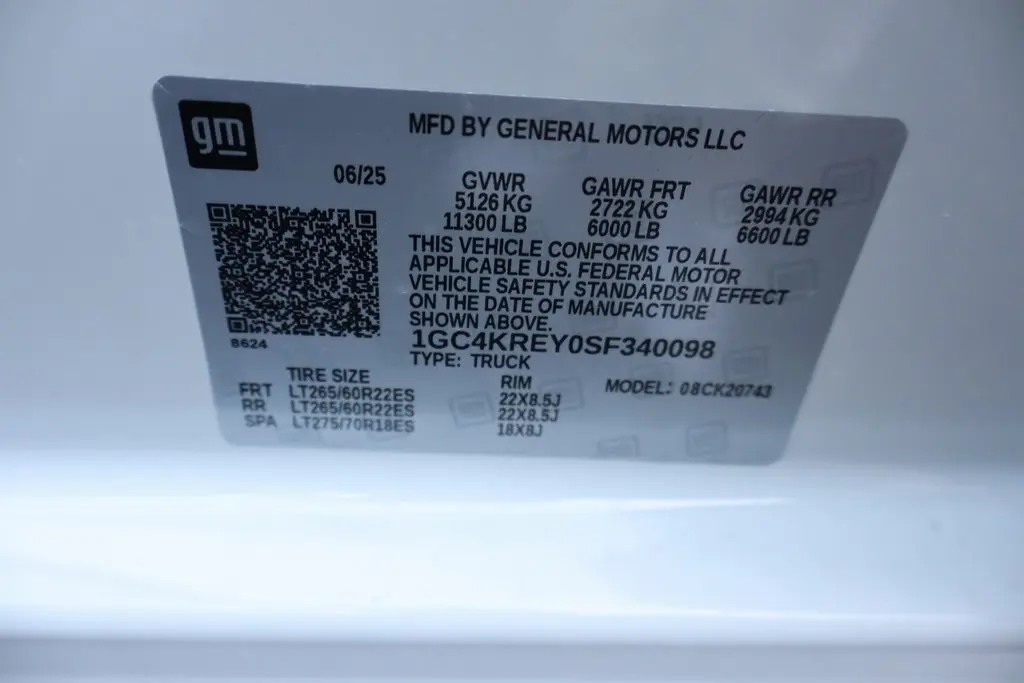 gm
MFD BY GENERAL MOTORS LLC
06/25
GVWR GAWR FRT GAWR RR
5126 KG 2722 KG 2994 KG
11300 LB 6000 LB 6600 LB
THIS VEHICLE CONFORMS TO ALL
APPLICABLE U.S. FEDERAL MOTOR
VEHICLE SAFETY STANDARDS IN EFFECT
ON THE DATE OF MANUFACTURE
SHOWN ABOVE.
8624
1GC4KREY0SF340098
TYPE: TRUCK
TIRE SIZE RIM MODEL: 08CK20743
FRT LT265/60R22ES 22X8.5J
RR LT265/60R22ES 22X8.5J
SPA LT275/70R18ES 18X8J